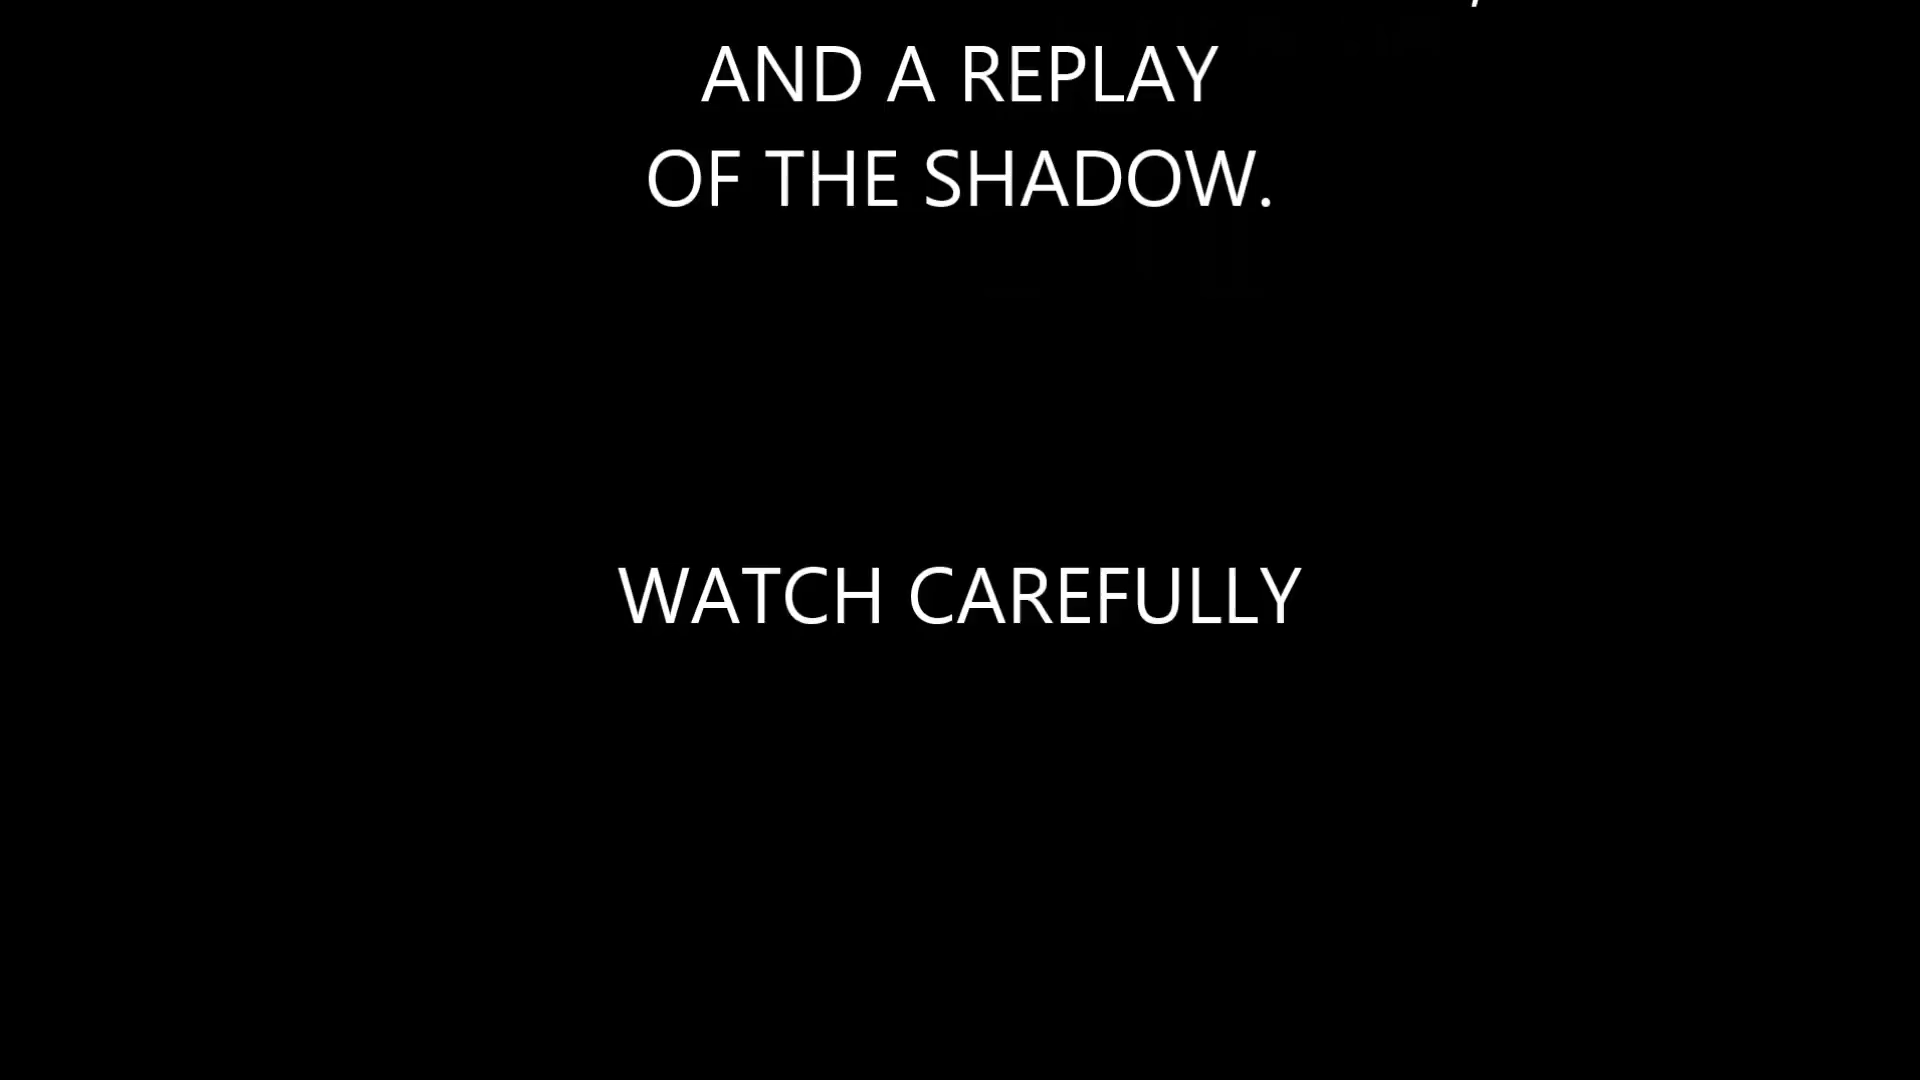 AND A REPLAY
OF THE SHADOW.
WATCH CAREFULLY